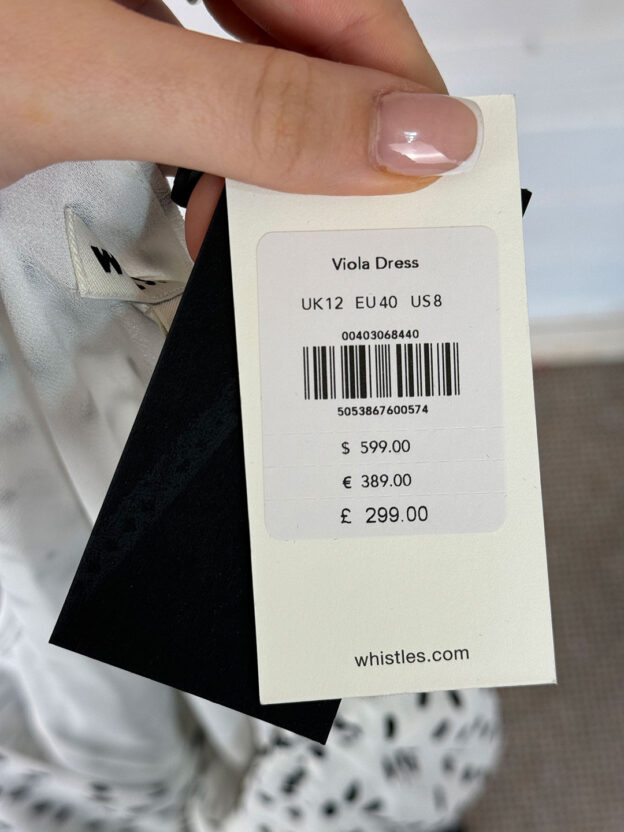 Viola Dress
UK12 EU40 US8
00403068440
5053867600574
$ 599.00
€ 389.00
£ 299.00
whistles.com